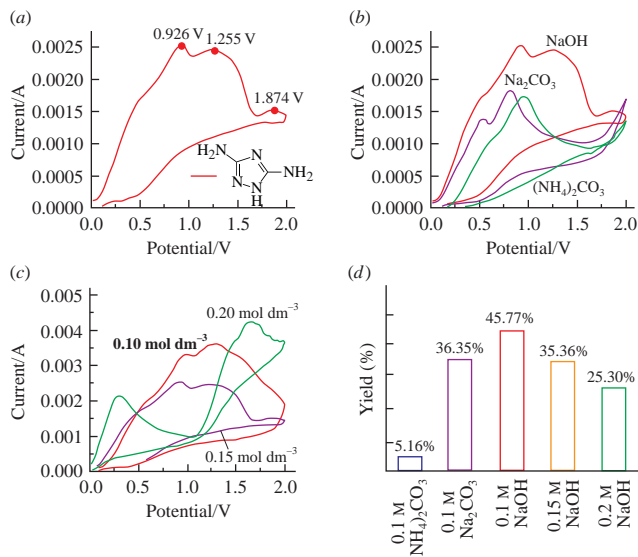 (a)
0.926 V
1.255 V
1.874 V
0.0025
0.0020
0.0015
0.0010
0.0005
0.0000
Current/A
0.0
0.5
1.0
1.5
2.0
Potential/V
H₂N
N
N
N
H
NH₂
(b)
NaOH
Na₂CO₃
(NH₄)₂CO₃
0.0025
0.0020
0.0015
0.0010
0.0005
0.0000
Current/A
0.0
0.5
1.0
1.5
2.0
Potential/V
(c)
0.20 mol dm⁻³
0.10 mol dm⁻³
0.15 mol dm⁻³
0.005
0.004
0.003
0.002
0.001
0.000
Current/A
0.0
0.5
1.0
1.5
2.0
Potential/V
(d)
Yield (%)
5.16%
36.35%
45.77%
35.36%
25.30%
0.1 M
NH₄)₂CO₃
0.1 M
Na₂CO₃
0.1 M
NaOH
0.15 M
NaOH
0.2 M
NaOH